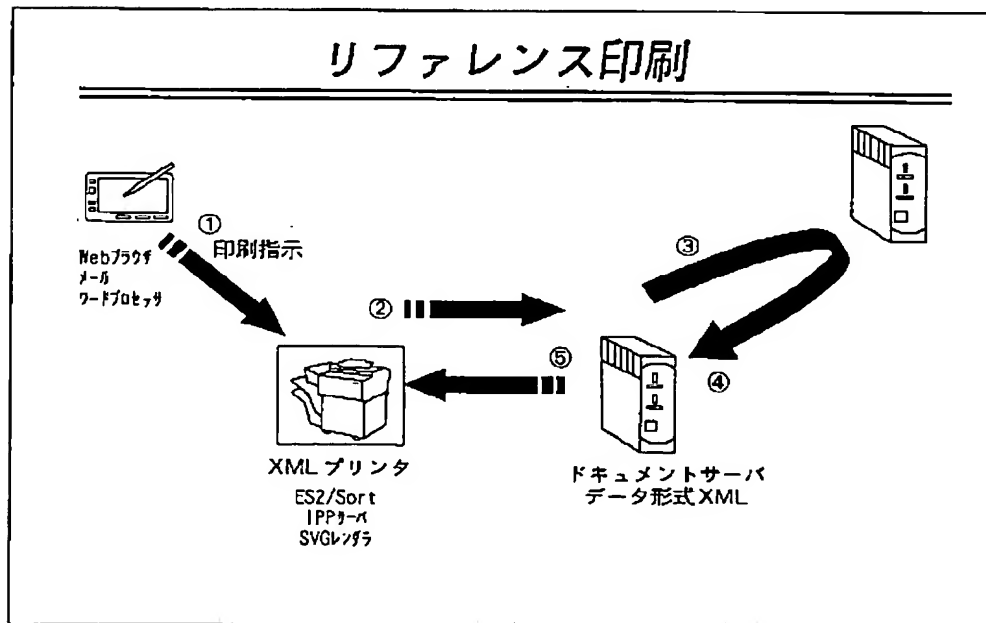 リファレンス印刷
①
印刷指示
Webブラウザ
メール
ワードプロセッサ
②
③
④
⑤
XMLプリンタ
ES2/Sort
IPPサーバ
SVGレンダラ
ドキュメントサーバ
データ形式XML